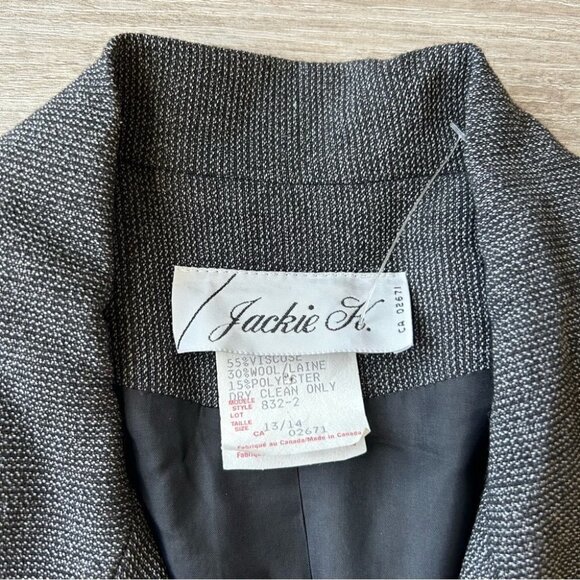 Jackie K.
CA 02671
55%VISCOSE
30%WOOL/LAINE
15%POLYESTER
DRY CLEAN ONLY
MODELE
STYLE 832-2
LOT
TAILLE
SIZE 13/14
CA 02671
Fabriqué au Canada/Made in Canada
Fabriqu